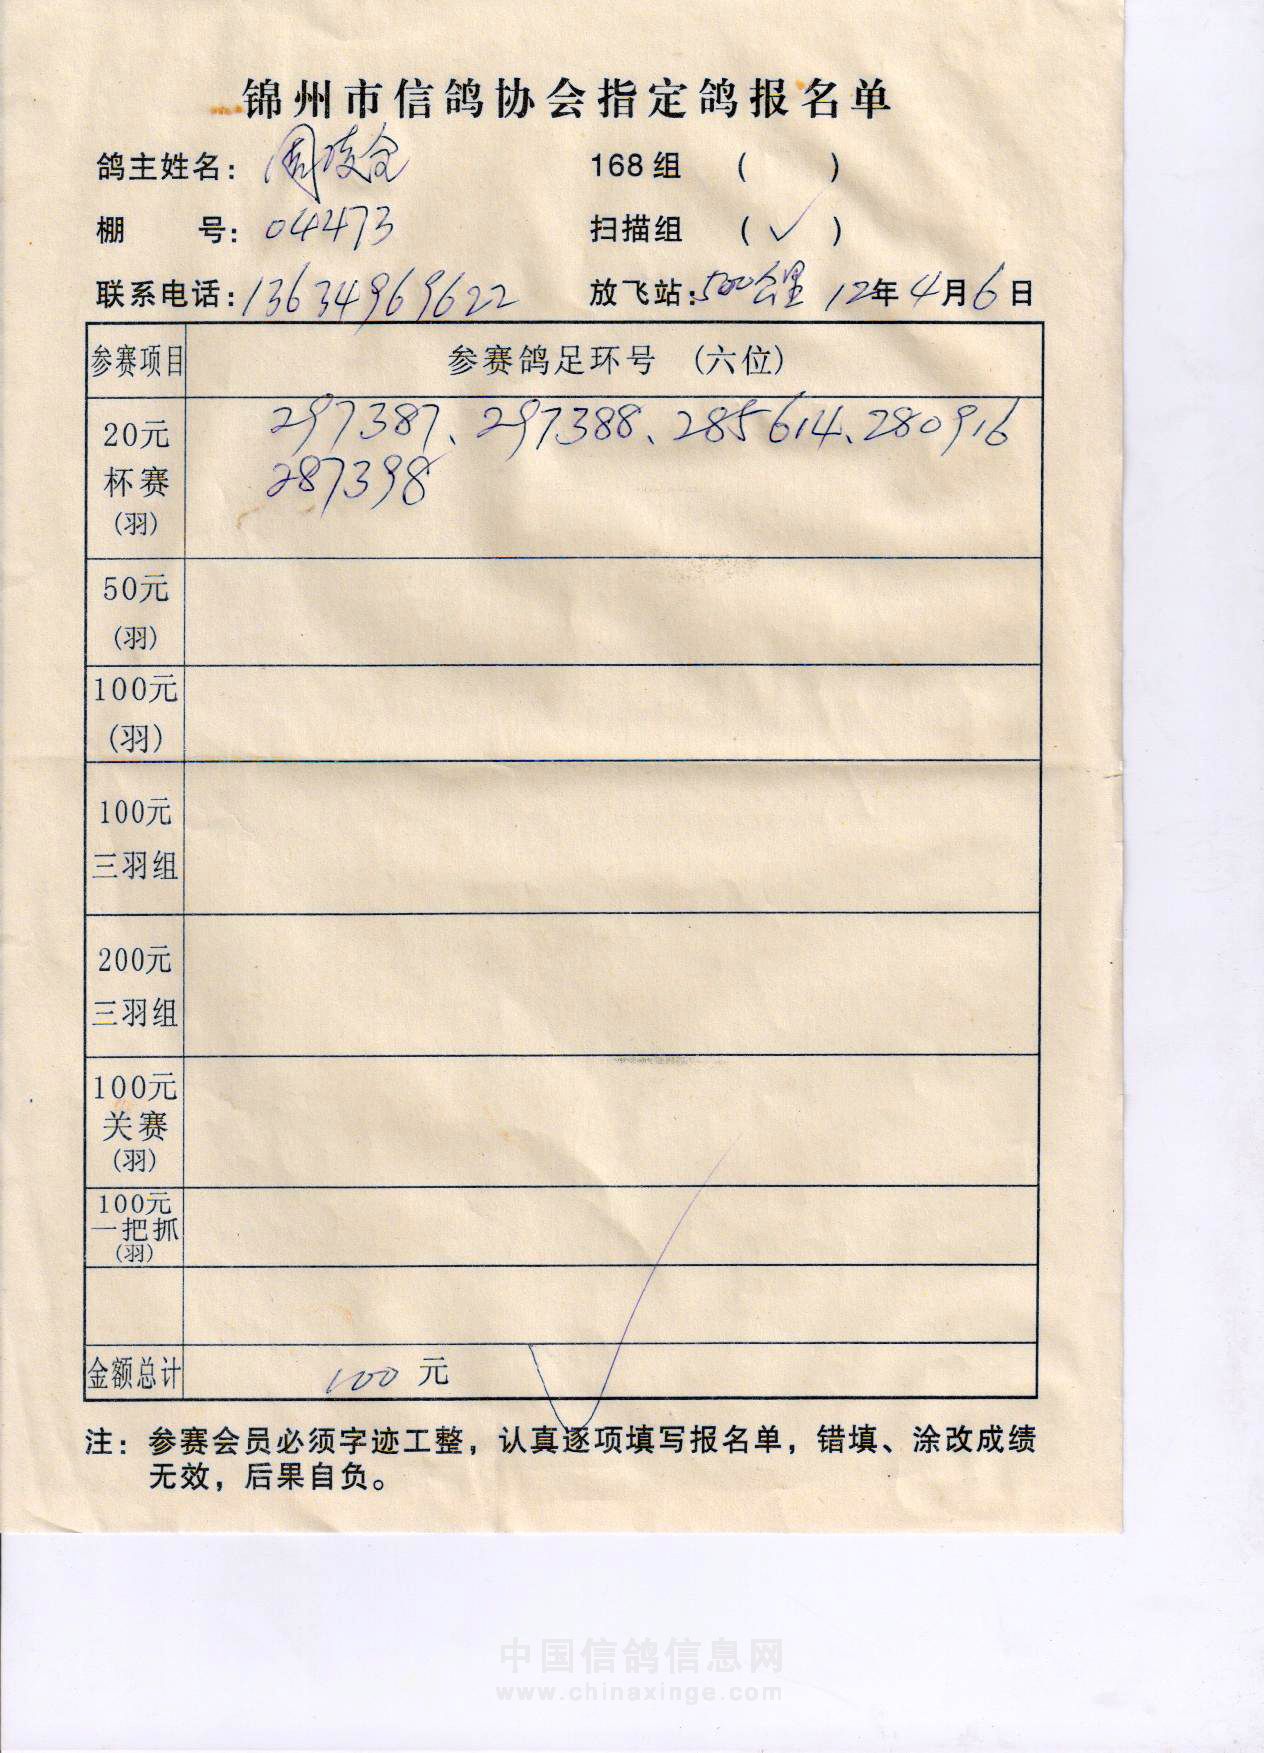 锦州市信鸽协会指定鸽报名单
鸽主姓名：周凌仓 168组 （ ）
棚 号：04473 扫描组 （✓）
联系电话：13634969622 放飞站：500公里 12年4月6日
参赛项目 参赛鸽足环号 （六位）
20元 297387、297388、285614、280916
杯赛 287398
(羽)
50元
(羽)
100元
(羽)
100元
三羽组
200元
三羽组
100元
关赛
(羽)
100元
一把抓
(羽)
金额总计 100 元
注：参赛会员必须字迹工整，认真逐项填写报名单，错填、涂改成绩
无效，后果自负。
中国信鸽信息网
www.chinaxinge.com